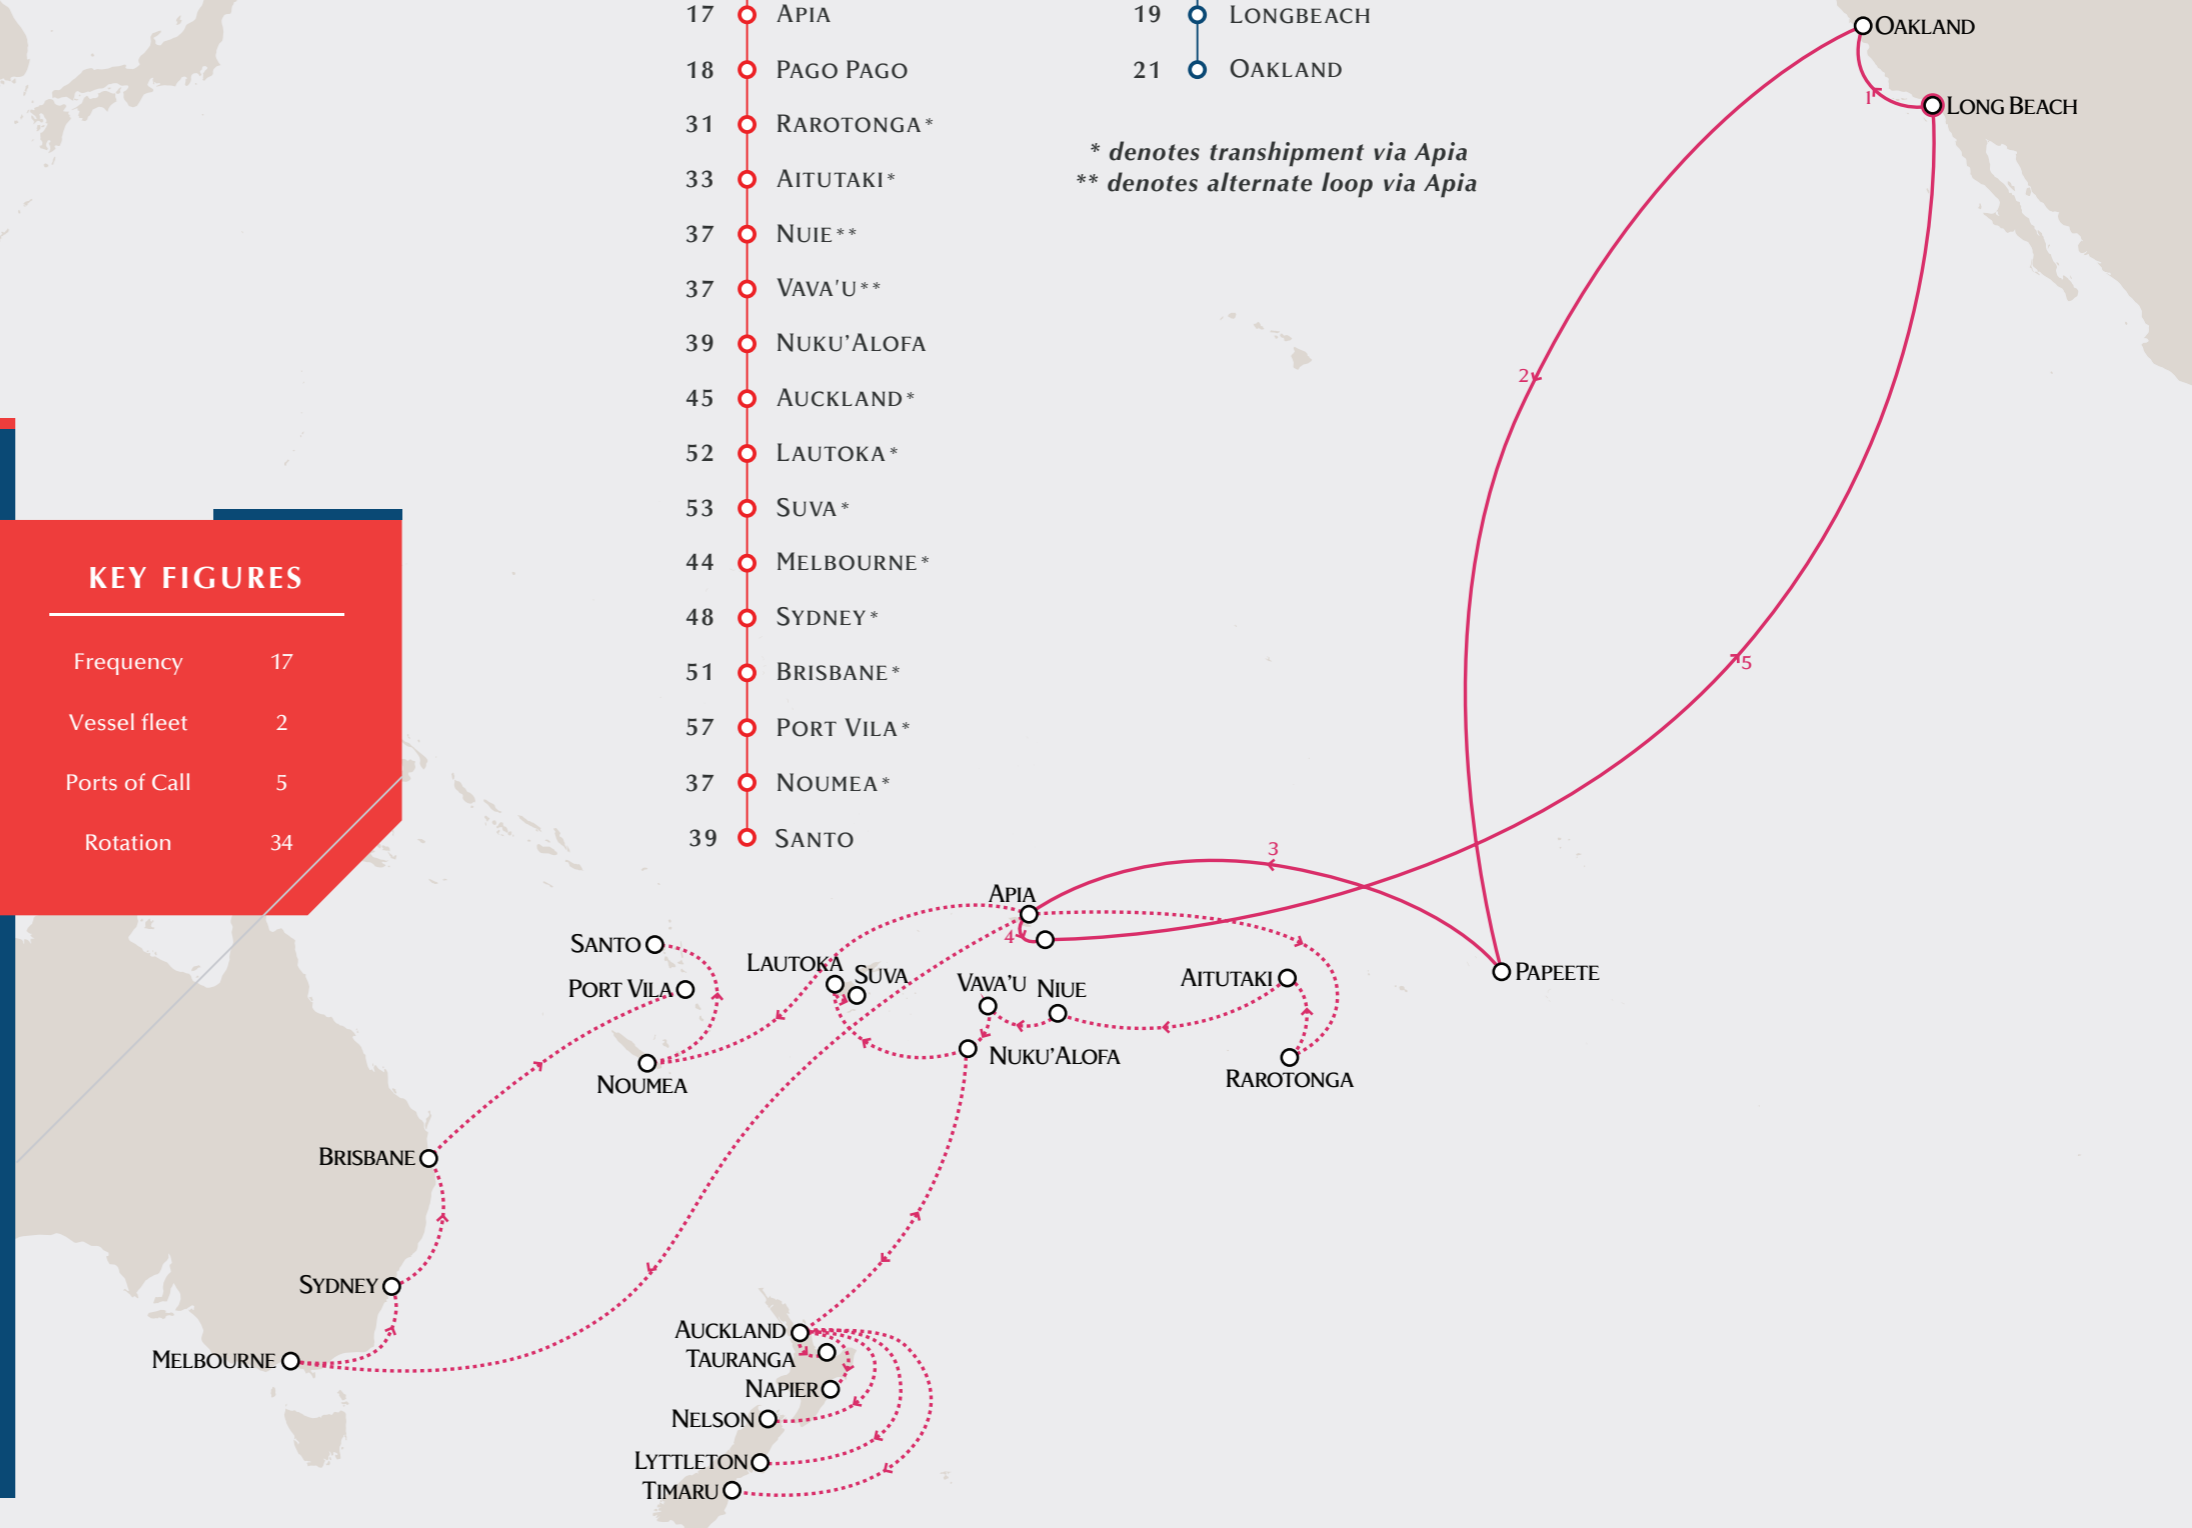 17 APIA
18 PAGO PAGO
31 RAROTONGA*
33 AITUTAKI*
37 NUIE**
37 VAVA'U**
39 NUKU'ALOFA
45 AUCKLAND*
52 LAUTOKA*
53 SUVA*
44 MELBOURNE*
48 SYDNEY*
51 BRISBANE*
57 PORT VILA*
37 NOUMEA*
39 SANTO
19 LONGBEACH
21 OAKLAND
* denotes transhipment via Apia
** denotes alternate loop via Apia
KEY FIGURES
Frequency 17
Vessel fleet 2
Ports of Call 5
Rotation 34
OAKLAND
1
LONG BEACH
2
5
3
APIA
4
SANTO
LAUTOKA
SUVA
PORT VILA
VAVA'U
NIUE
AITUTAKI
PAPEETE
NUKU'ALOFA
NOUMEA
RAROTONGA
BRISBANE
SYDNEY
MELBOURNE
AUCKLAND
TAURANGA
NAPIER
NELSON
LYTTLETON
TIMARU